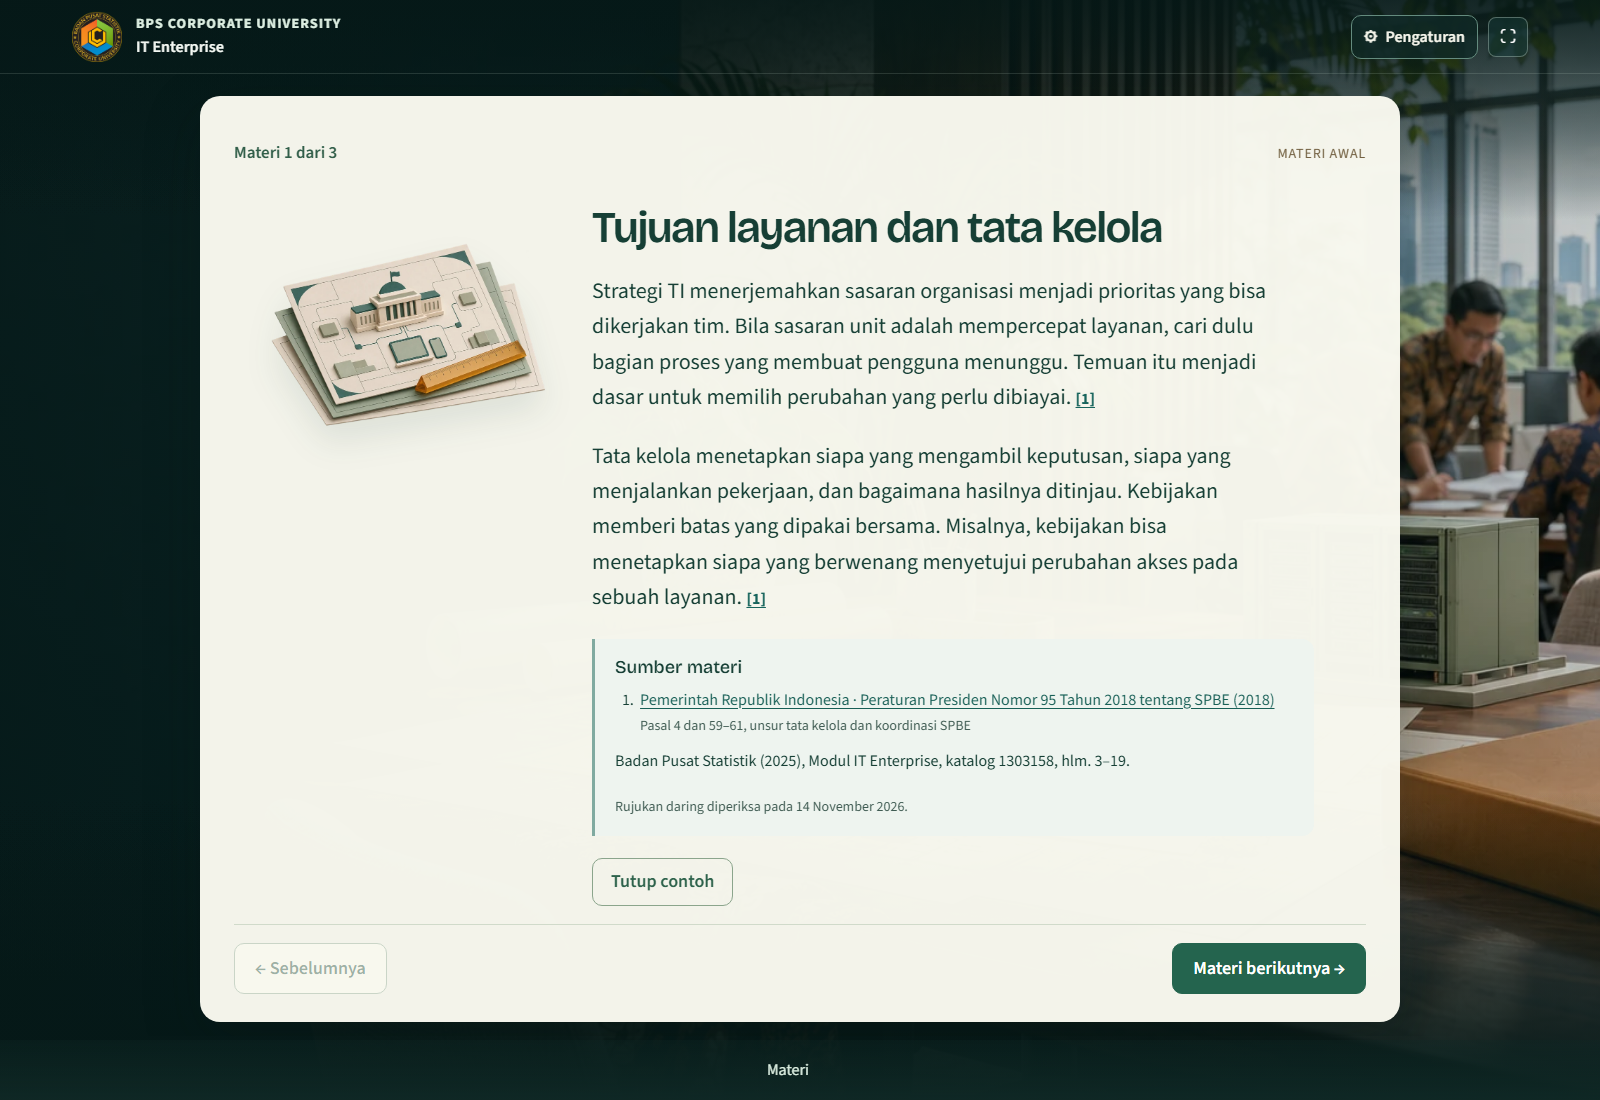 BPS CORPORATE UNIVERSITY
IT Enterprise
Pengaturan
Materi 1 dari 3
MATERI AWAL
Tujuan layanan dan tata kelola
Strategi TI menerjemahkan sasaran organisasi menjadi prioritas yang bisa
dikerjakan tim. Bila sasaran unit adalah mempercepat layanan, cari dulu
bagian proses yang membuat pengguna menunggu. Temuan itu menjadi
dasar untuk memilih perubahan yang perlu dibiayai. [1]
Tata kelola menetapkan siapa yang mengambil keputusan, siapa yang
menjalankan pekerjaan, dan bagaimana hasilnya ditinjau. Kebijakan
memberi batas yang dipakai bersama. Misalnya, kebijakan bisa
menetapkan siapa yang berwenang menyetujui perubahan akses pada
sebuah layanan. [1]
Sumber materi
1. Pemerintah Republik Indonesia · Peraturan Presiden Nomor 95 Tahun 2018 tentang SPBE (2018)
Pasal 4 dan 59–61, unsur tata kelola dan koordinasi SPBE
Badan Pusat Statistik (2025), Modul IT Enterprise, katalog 1303158, hlm. 3–19.
Rujukan daring diperiksa pada 14 November 2026.
Tutup contoh
← Sebelumnya
Materi berikutnya →
Materi